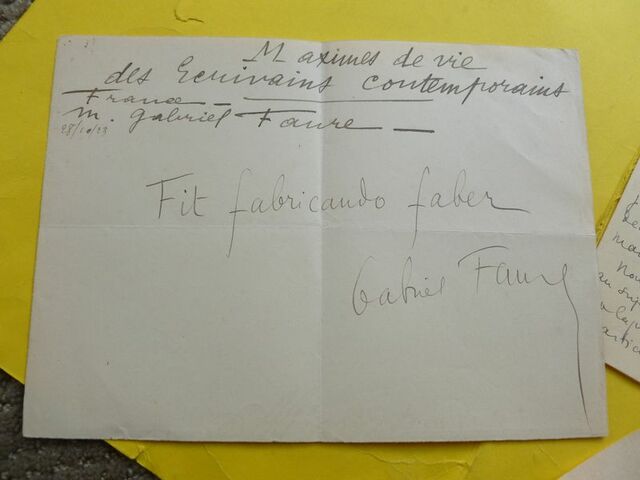 Maximes de vie
des Ecrivains contemporains
France —
M. Gabriel Faure —
28/10/23
Fit fabricando faber
Gabriel Faure